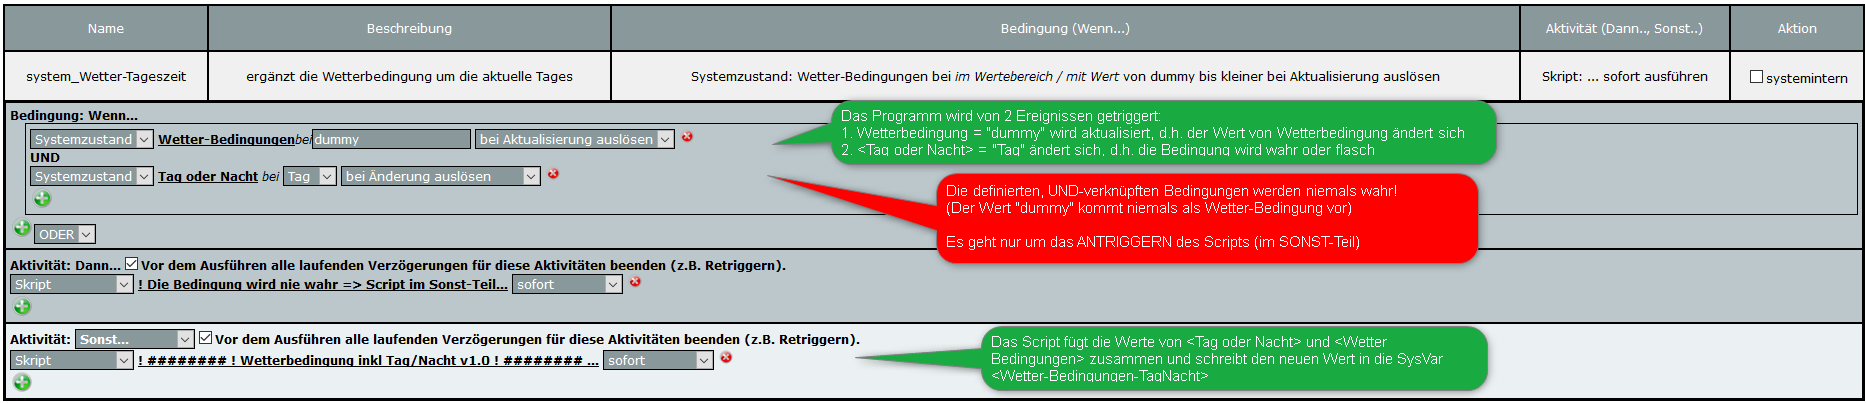 Name Beschreibung Bedingung (Wenn...) Aktivität (Dann.., Sonst..) Aktion
system_Wetter-Tageszeit ergänzt die Wetterbedingung um die aktuelle Tages Systemzustand: Wetter-Bedingungen bei im Wertebereich / mit Wert von dummy bis kleiner bei Aktualisierung auslösen Skript: ... sofort ausführen systemintern
Bedingung: Wenn...
Systemzustand Wetter-Bedingungen bei dummy bei Aktualisierung auslösen
UND
Systemzustand Tag oder Nacht bei Tag bei Änderung auslösen
ODER
Das Programm wird von 2 Ereignissen getriggert:
1. Wetterbedingung = "dummy" wird aktualisiert, d.h. der Wert von Wetterbedingung ändert sich
2. <Tag oder Nacht> = "Tag" ändert sich, d.h. die Bedingung wird wahr oder flasch
Die definierten, UND-verknüpften Bedingungen werden niemals wahr!
(Der Wert "dummy" kommt niemals als Wetter-Bedingung vor)
Es geht nur um das ANTRIGGERN des Scripts (im SONST-Teil)
Aktivität: Dann... Vor dem Ausführen alle laufenden Verzögerungen für diese Aktivitäten beenden (z.B. Retriggern).
Skript ! Die Bedingung wird nie wahr => Script im Sonst-Teil... sofort
Aktivität: Sonst... Vor dem Ausführen alle laufenden Verzögerungen für diese Aktivitäten beenden (z.B. Retriggern).
Skript ! ######## ! Wetterbedingung inkl Tag/Nacht v1.0 ! ######## ... sofort
Das Script fügt die Werte von <Tag oder Nacht> und <Wetter
Bedingungen> zusammen und schreibt den neuen Wert in die SysVar
<Wetter-Bedingungen-TagNacht>